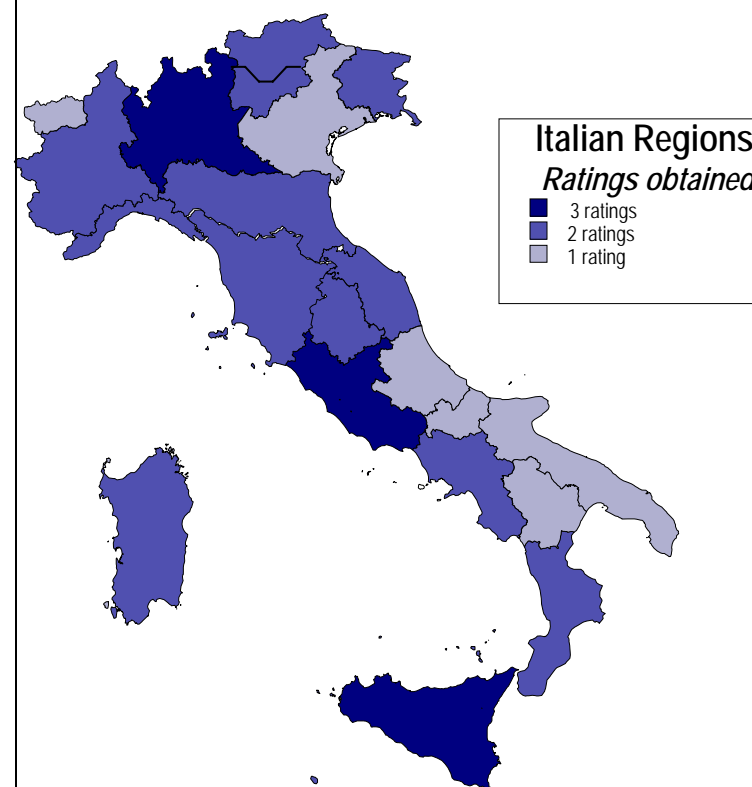 Italian Regions
Ratings obtained
3 ratings
2 ratings
1 rating